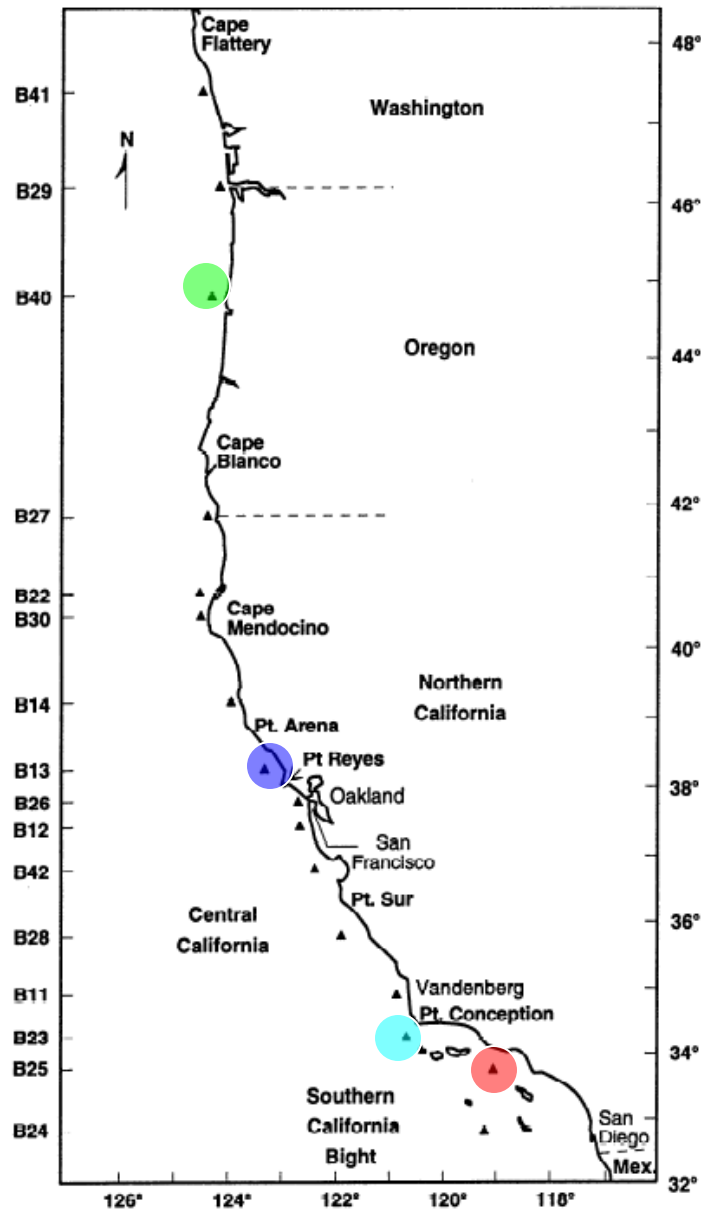 Cape
Flattery
48°
B41
Washington
N
B29
46°
B40
Oregon
44°
Cape
Blanco
B27
42°
B22
B30
Cape
Mendocino
40°
Northern
California
B14
Pt. Arena
Pt Reyes
B13
38°
Oakland
B26
B12
San
Francisco
B42
Pt. Sur
Central
California
36°
B28
Vandenberg
B11
Pt. Conception
B23
34°
B25
Southern
California
Bight
San
Diego
B24
Mex.
32°
126°
124°
122°
120°
118°